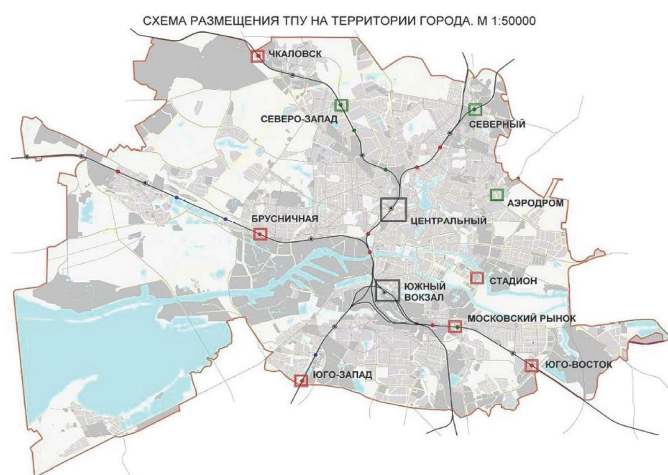 СХЕМА РАЗМЕЩЕНИЯ ТПУ НА ТЕРРИТОРИИ ГОРОДА. М 1:50000
ЧКАЛОВСК
СЕВЕРО-ЗАПАД
СЕВЕРНЫЙ
АЭРОДРОМ
БРУСНИЧНАЯ
ЦЕНТРАЛЬНЫЙ
СТАДИОН
ЮЖНЫЙ
ВОКЗАЛ
МОСКОВСКИЙ РЫНОК
ЮГО-ВОСТОК
ЮГО-ЗАПАД